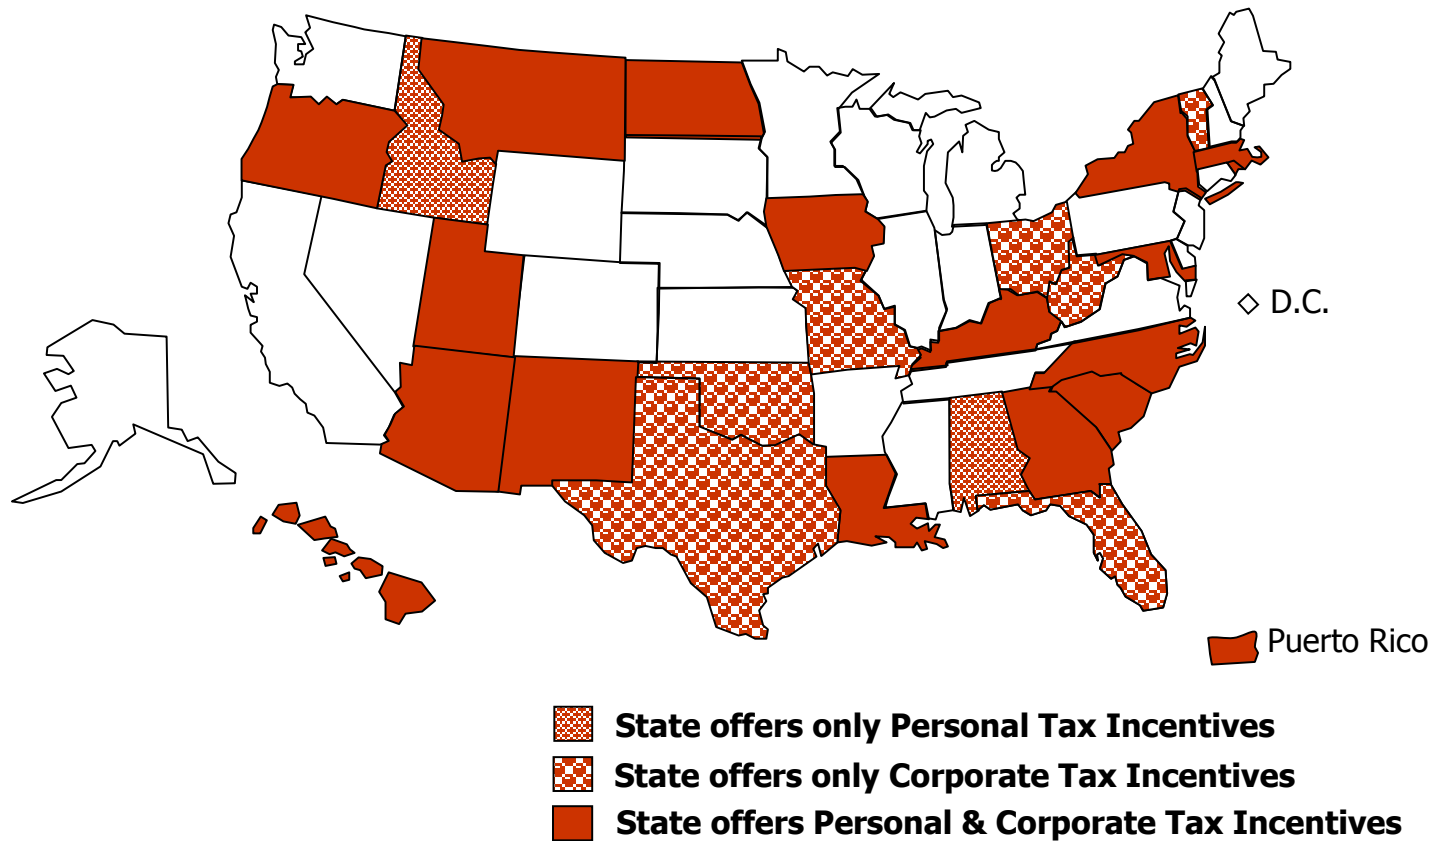 D.C.
Puerto Rico
State offers only Personal Tax Incentives
State offers only Corporate Tax Incentives
State offers Personal & Corporate Tax Incentives